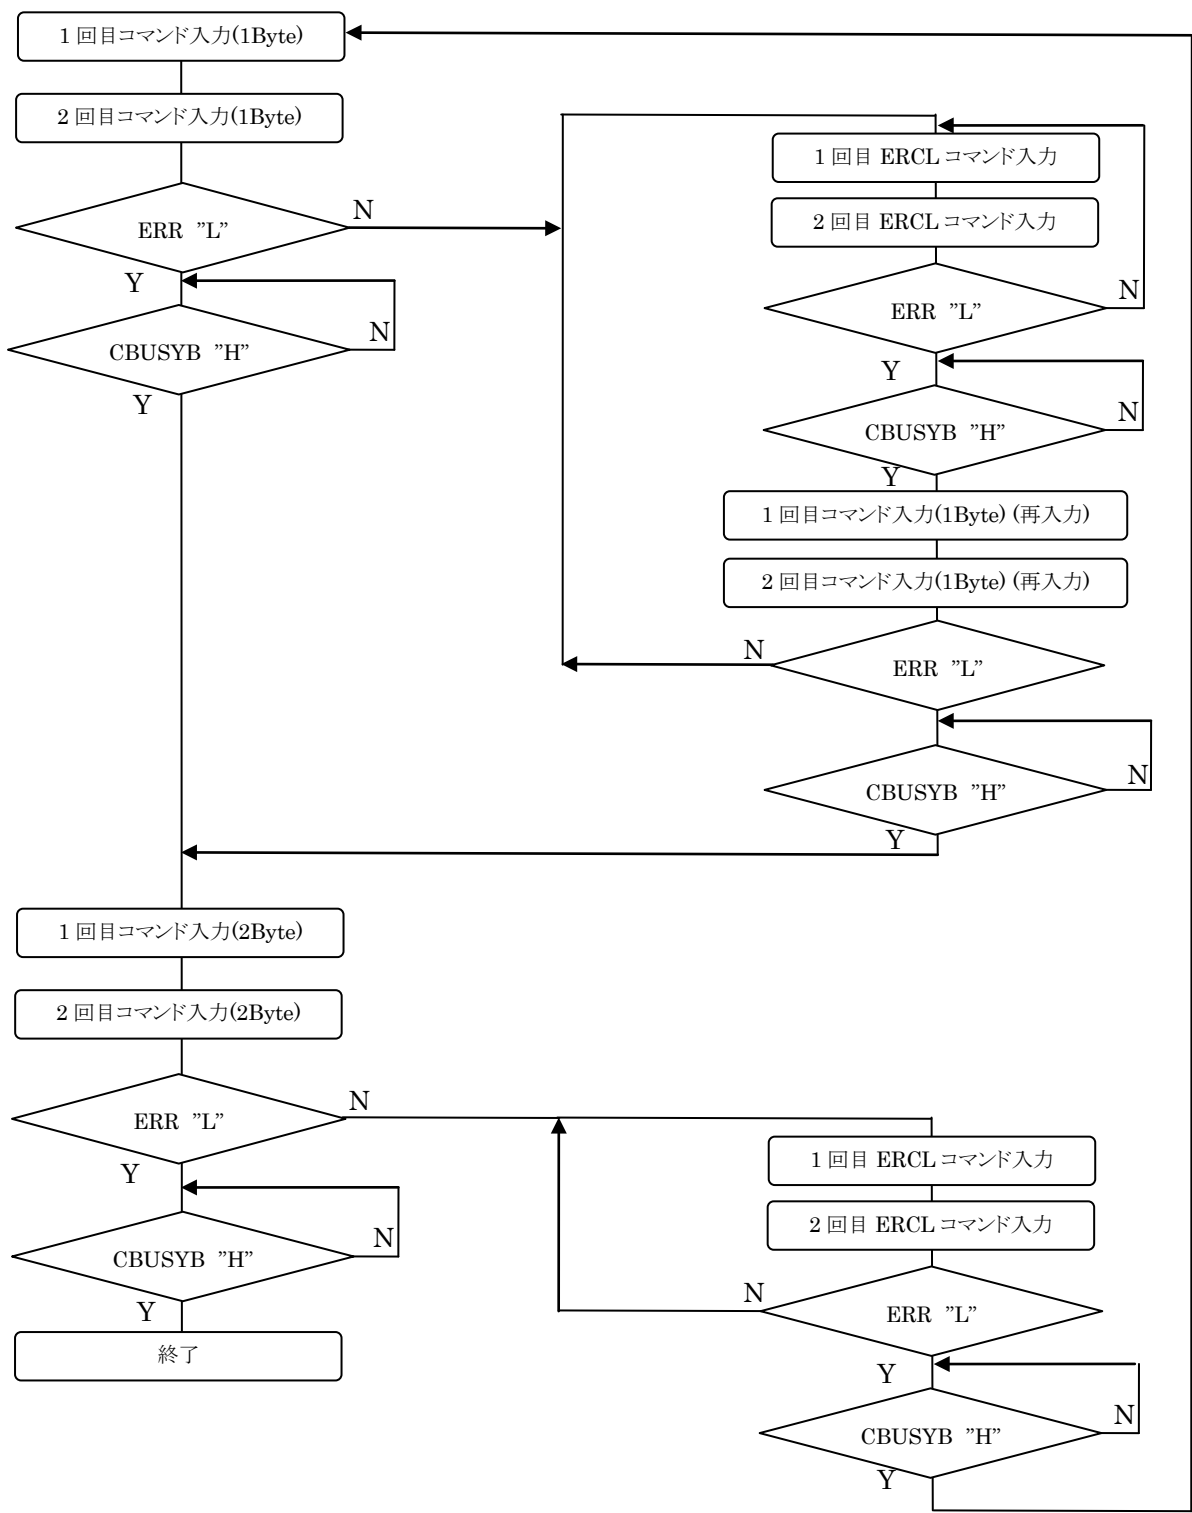 1 回目コマンド入力(1Byte)
2 回目コマンド入力(1Byte)
ERR ”L”
N
Y
CBUSYB ”H”
N
Y
1 回目 ERCL コマンド入力
2 回目 ERCL コマンド入力
ERR ”L”
N
Y
CBUSYB ”H”
N
Y
1 回目コマンド入力(1Byte) (再入力)
2 回目コマンド入力(1Byte) (再入力)
N
ERR ”L”
CBUSYB ”H”
N
Y
1 回目コマンド入力(2Byte)
2 回目コマンド入力(2Byte)
ERR ”L”
N
Y
CBUSYB ”H”
N
Y
終了
1 回目 ERCL コマンド入力
2 回目 ERCL コマンド入力
N
ERR ”L”
Y
CBUSYB ”H”
N
Y